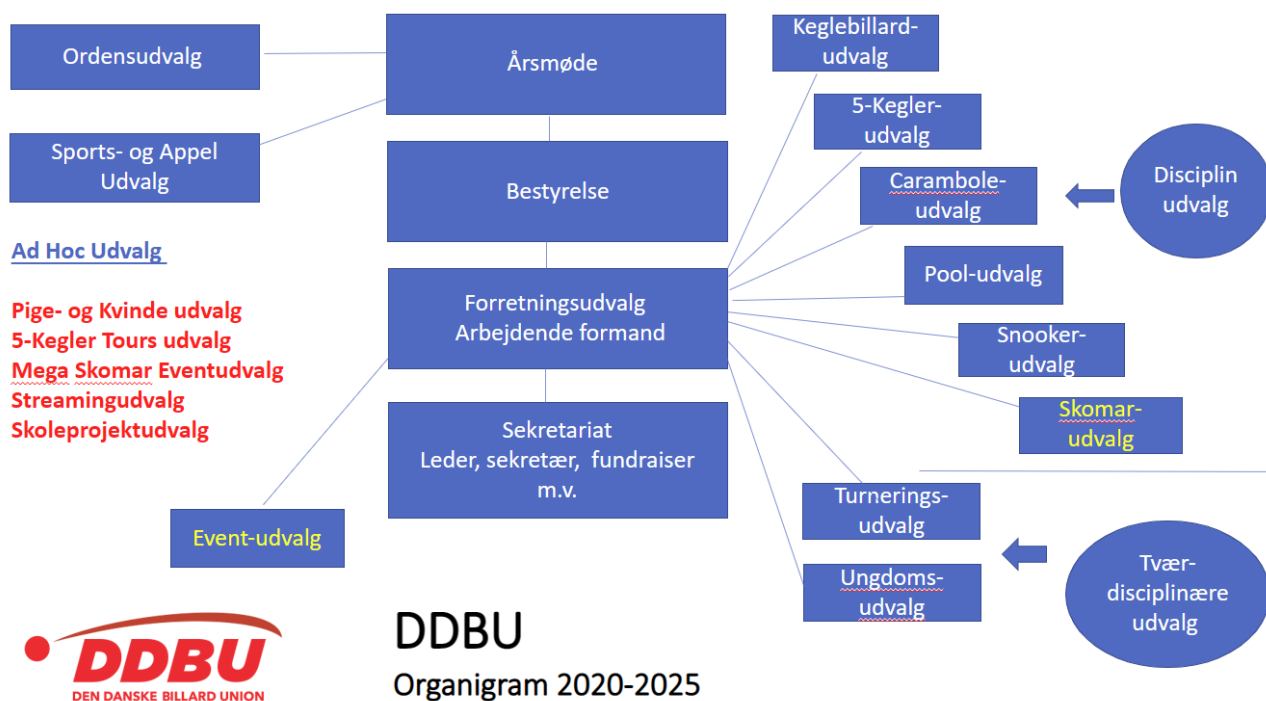 Ordensudvalg
Sports- og Appel
Udvalg
Årsmøde
Bestyrelse
Forretningsudvalg
Arbejdende formand
Sekretariat
Leder, sekretær, fundraiser
m.v.
Keglebillard-
udvalg
5-Kegler-
udvalg
Carambole-
udvalg
Pool-udvalg
Snooker-
udvalg
Skomar-
udvalg
Disciplin
udvalg
Turnerings-
udvalg
Ungdoms-
udvalg
Tvær-
disciplinære
udvalg
Ad Hoc Udvalg
Pige- og Kvinde udvalg
5-Kegler Tours udvalg
Mega Skomar Eventudvalg
Streamingudvalg
Skoleprojektudvalg
Event-udvalg
DDBU
DEN DANSKE BILLARD UNION
DDBU
Organigram 2020-2025